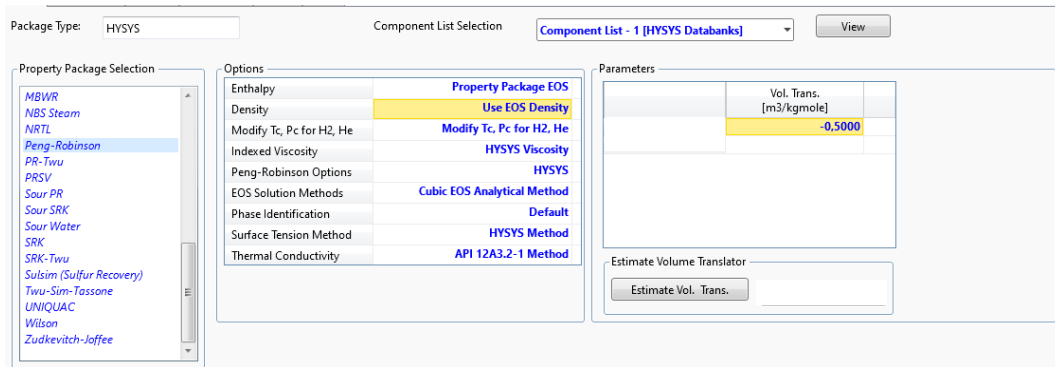 Package Type: HYSYS Component List Selection Component List - 1 [HYSYS Databanks] View
Property Package Selection
MBWR
NBS Steam
NRTL
Peng-Robinson
PR-Twu
PRSV
Sour PR
Sour SRK
Sour Water
SRK
SRK-Twu
Sulsim (Sulfur Recovery)
Twu-Sim-Tassone
UNIQUAC
Wilson
Zudkevitch-Joffee
Options
Enthalpy Property Package EOS
Density Use EOS Density
Modify Tc, Pc for H2, He Modify Tc, Pc for H2, He
Indexed Viscosity HYSYS Viscosity
Peng-Robinson Options HYSYS
EOS Solution Methods Cubic EOS Analytical Method
Phase Identification Default
Surface Tension Method HYSYS Method
Thermal Conductivity API 12A3.2-1 Method
Parameters
Vol. Trans.
[m3/kgmole]
-0,5000
Estimate Volume Translator
Estimate Vol. Trans.